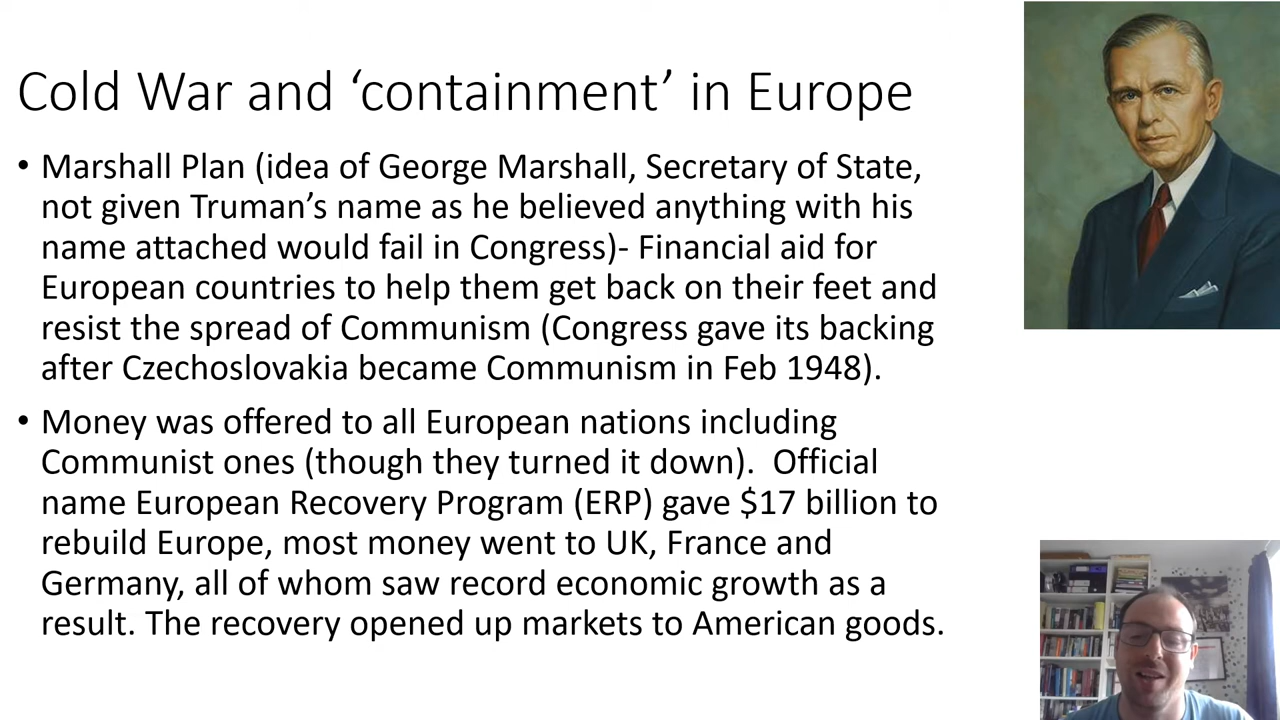 Cold War and ‘containment’ in Europe
• Marshall Plan (idea of George Marshall, Secretary of State,
not given Truman’s name as he believed anything with his
name attached would fail in Congress)- Financial aid for
European countries to help them get back on their feet and
resist the spread of Communism (Congress gave its backing
after Czechoslovakia became Communism in Feb 1948).
• Money was offered to all European nations including
Communist ones (though they turned it down).  Official
name European Recovery Program (ERP) gave $17 billion to
rebuild Europe, most money went to UK, France and
Germany, all of whom saw record economic growth as a
result. The recovery opened up markets to American goods.